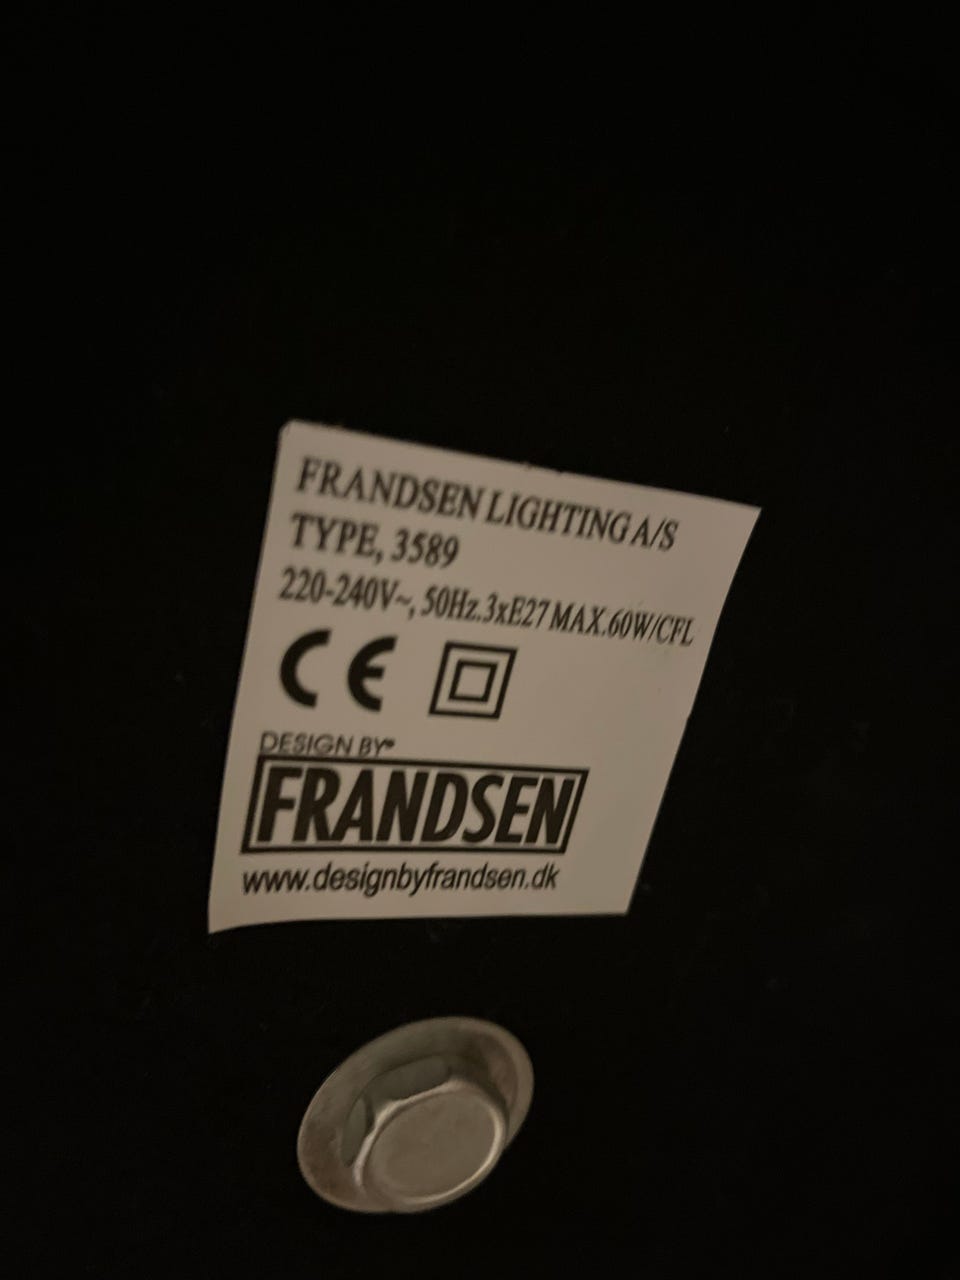 FRANDSEN LIGHTING A/S
TYPE, 3589
220-240V~, 50Hz.3xE27 MAX.60W/CFL
CE
DESIGN BY®
FRANDSEN
www.designbyfrandsen.dk